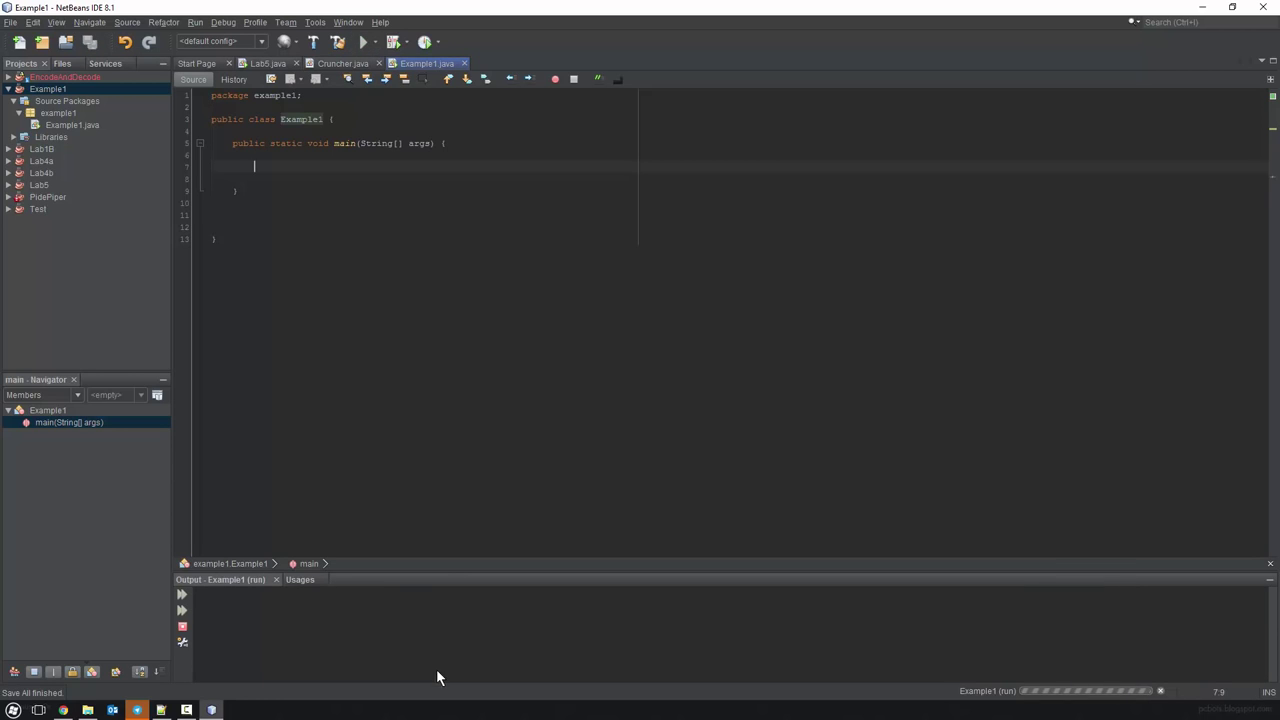 Example1 - NetBeans IDE 8.1
File Edit View Navigate Source Refactor Run Debug Profile Team Tools Window Help
Search (Ctrl+I)
<default config>
Projects Files Services
Start Page Lab5.java Cruncher.java Example1.java
EncodeAndDecode
Example1
Source Packages
example1
Example1.java
Libraries
Lab1B
Lab4a
Lab4b
Lab5
PidePiper
Test
Source History
1 package example1;
2
3 public class Example1 {
4
5 public static void main(String[] args) {
6
7
8
9 }
10
11
12
13 }
main - Navigator
Members <empty>
Example1
main(String[] args)
example1.Example1 main
Output - Example1 (run) Usages
Save All finished.
Example1 (run) 7:9 INS